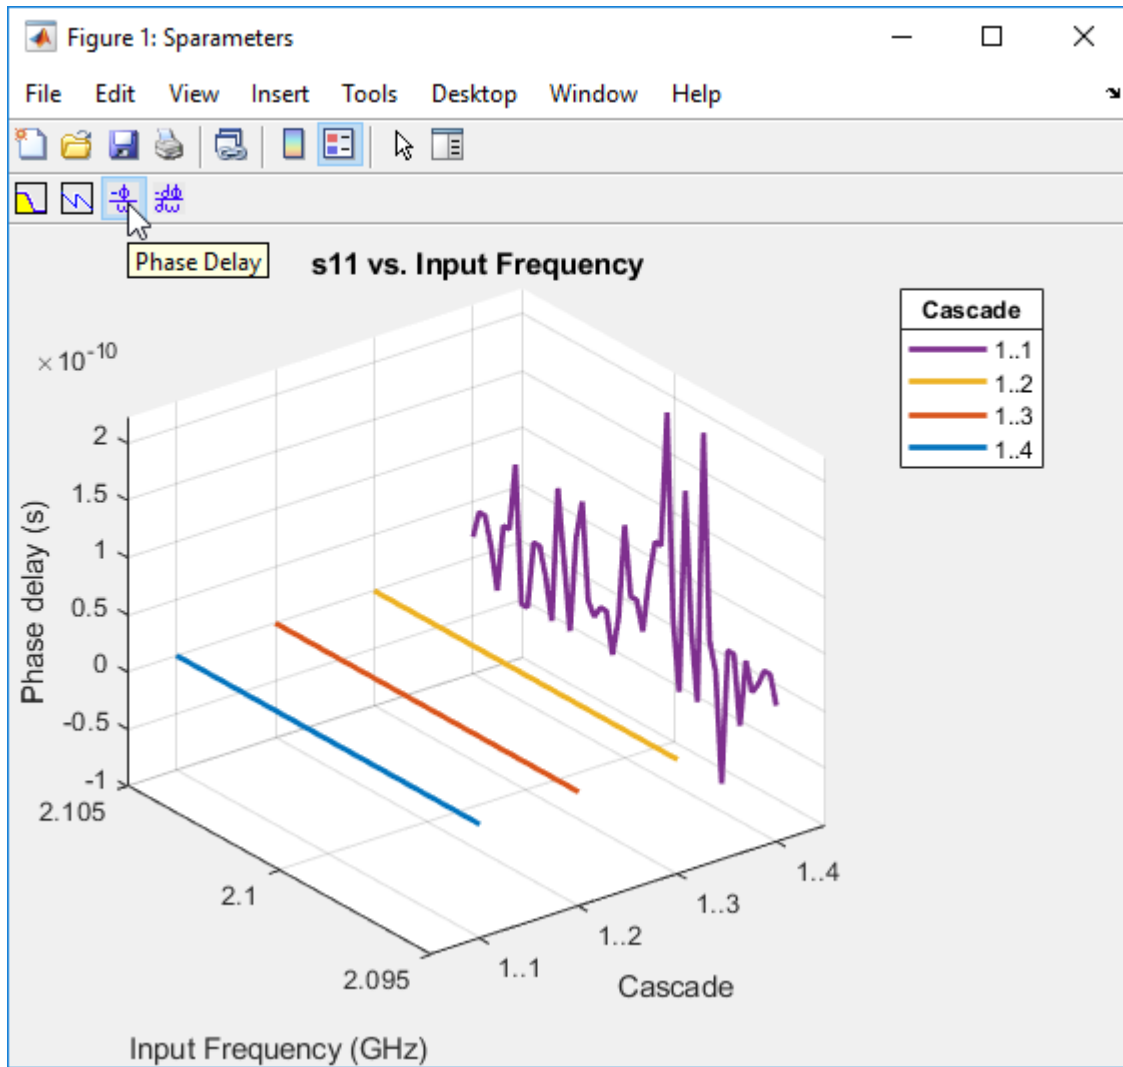 Figure 1: Sparameters
File Edit View Insert Tools Desktop Window Help
-ϕ
ω
-dϕ
dω
Phase Delay
s11 vs. Input Frequency
×10-10
2
1.5
1
0.5
0
-0.5
-1
Phase delay (s)
2.105
2.1
2.095
Input Frequency (GHz)
1..1
1..2
1..3
1..4
Cascade
Cascade
1..1
1..2
1..3
1..4